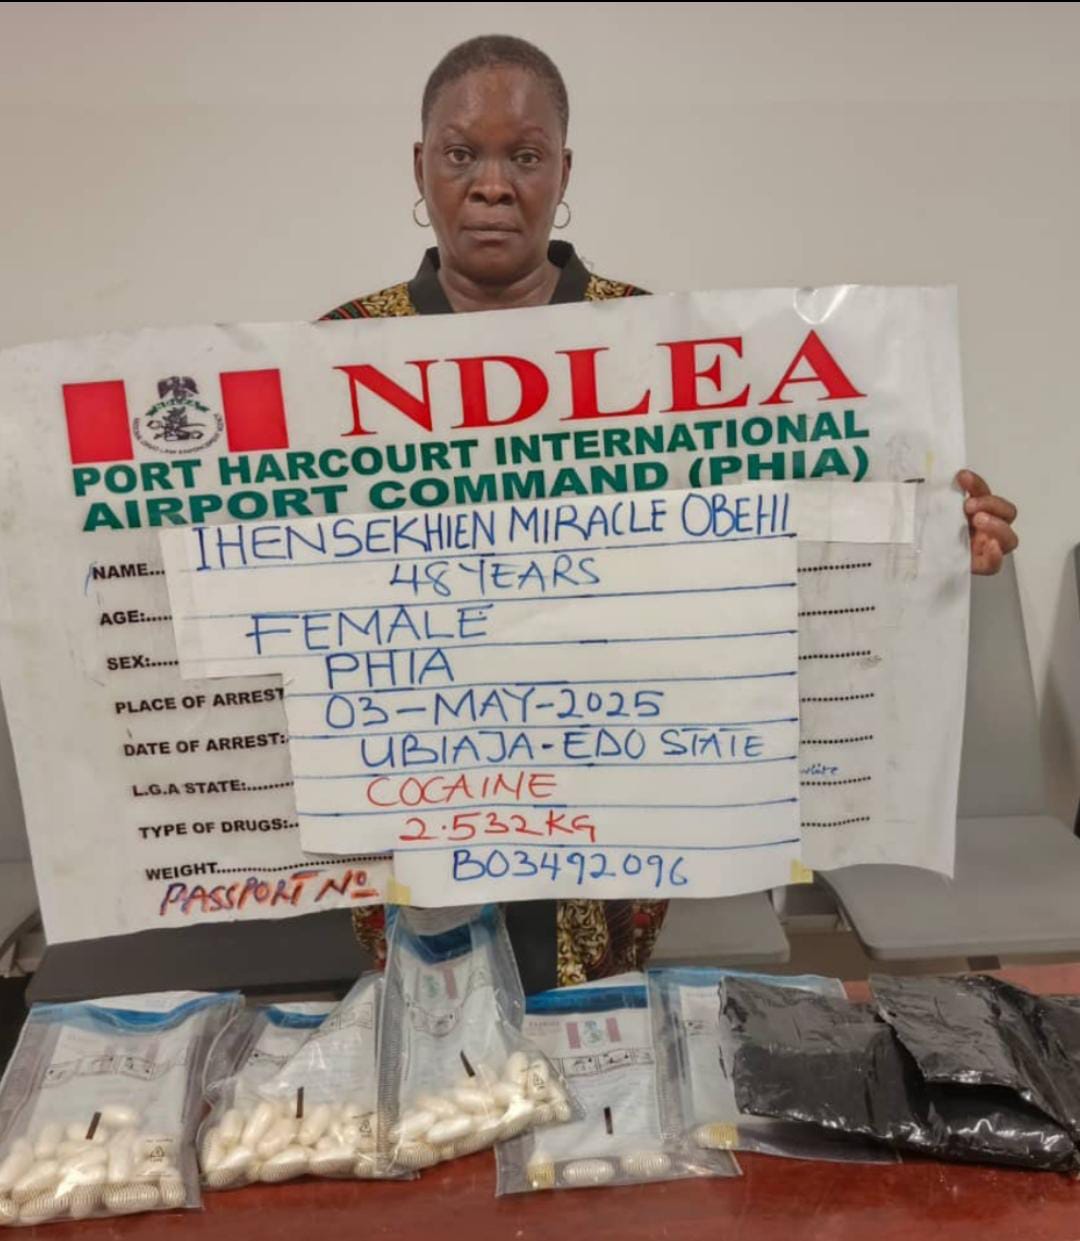 NDLEA
PORT HARCOURT INTERNATIONAL
AIRPORT COMMAND (PHIA)
NAME... IHENSEKHIEN MIRACLE OBEHI
AGE:..... 48 YEARS
SEX:..... FEMALE
PLACE OF ARREST PHIA
DATE OF ARREST: 03-MAY-2025
L.G.A STATE:....... UBIAJA-EDO STATE
TYPE OF DRUGS:.. COCAINE
WEIGHT............................ 2.532KG
PASSPORT Nº B03492096